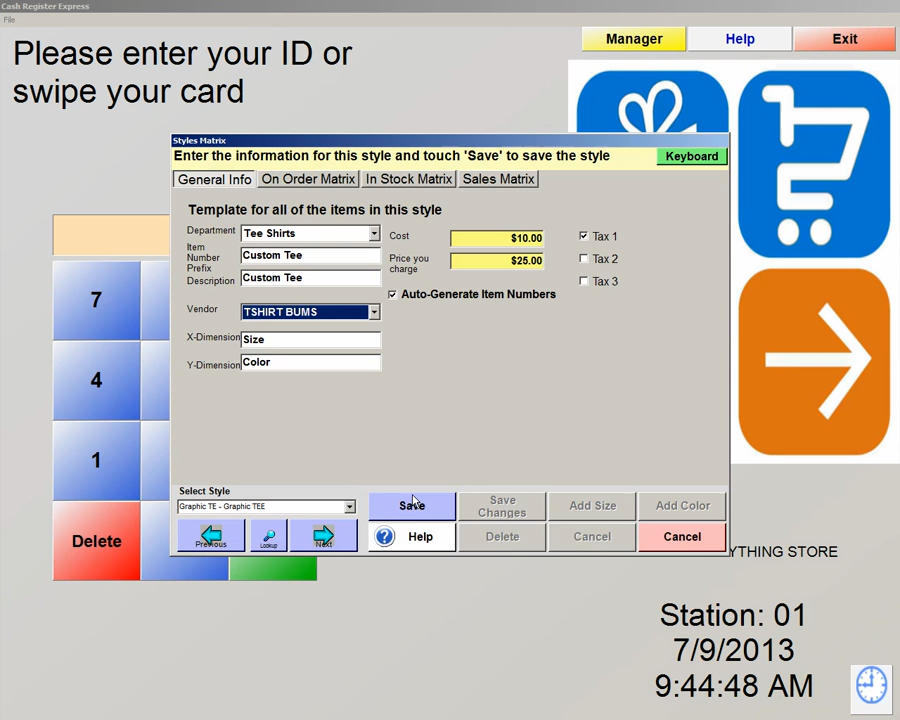 Cash Register Express
File
Please enter your ID or
swipe your card
Manager
Help
Exit
Styles Matrix
Enter the information for this style and touch 'Save' to save the style
Keyboard
General Info
On Order Matrix
In Stock Matrix
Sales Matrix
Template for all of the items in this style
Department
Tee Shirts
Item
Number
Prefix
Custom Tee
Description
Custom Tee
Vendor
TSHIRT BUMS
X-Dimension
Size
Y-Dimension
Color
Cost
$10.00
Price you
charge
$25.00
Auto-Generate Item Numbers
Tax 1
Tax 2
Tax 3
7
4
1
Delete
Select Style
Graphic TE - Graphic TEE
Previous
Lookup
Next
Save
Save
Changes
Add Size
Add Color
Help
Delete
Cancel
Cancel
YTHING STORE
Station: 01
7/9/2013
9:44:48 AM